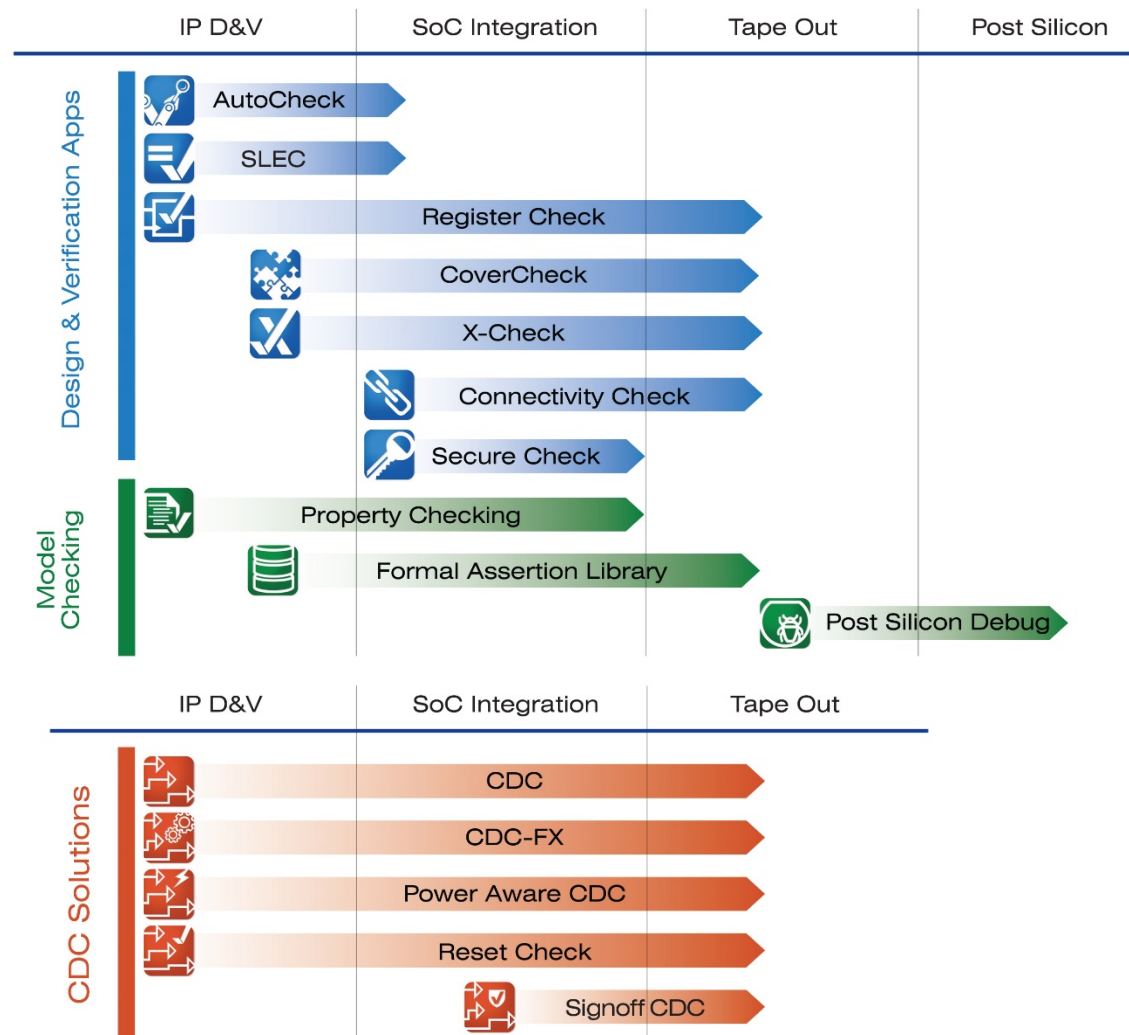 IP D&V SoC Integration Tape Out Post Silicon
Design & Verification Apps
AutoCheck
SLEC
Register Check
CoverCheck
X-Check
Connectivity Check
Secure Check
Model
Checking
Property Checking
Formal Assertion Library
Post Silicon Debug
IP D&V SoC Integration Tape Out
CDC Solutions
CDC
CDC-FX
Power Aware CDC
Reset Check
Signoff CDC